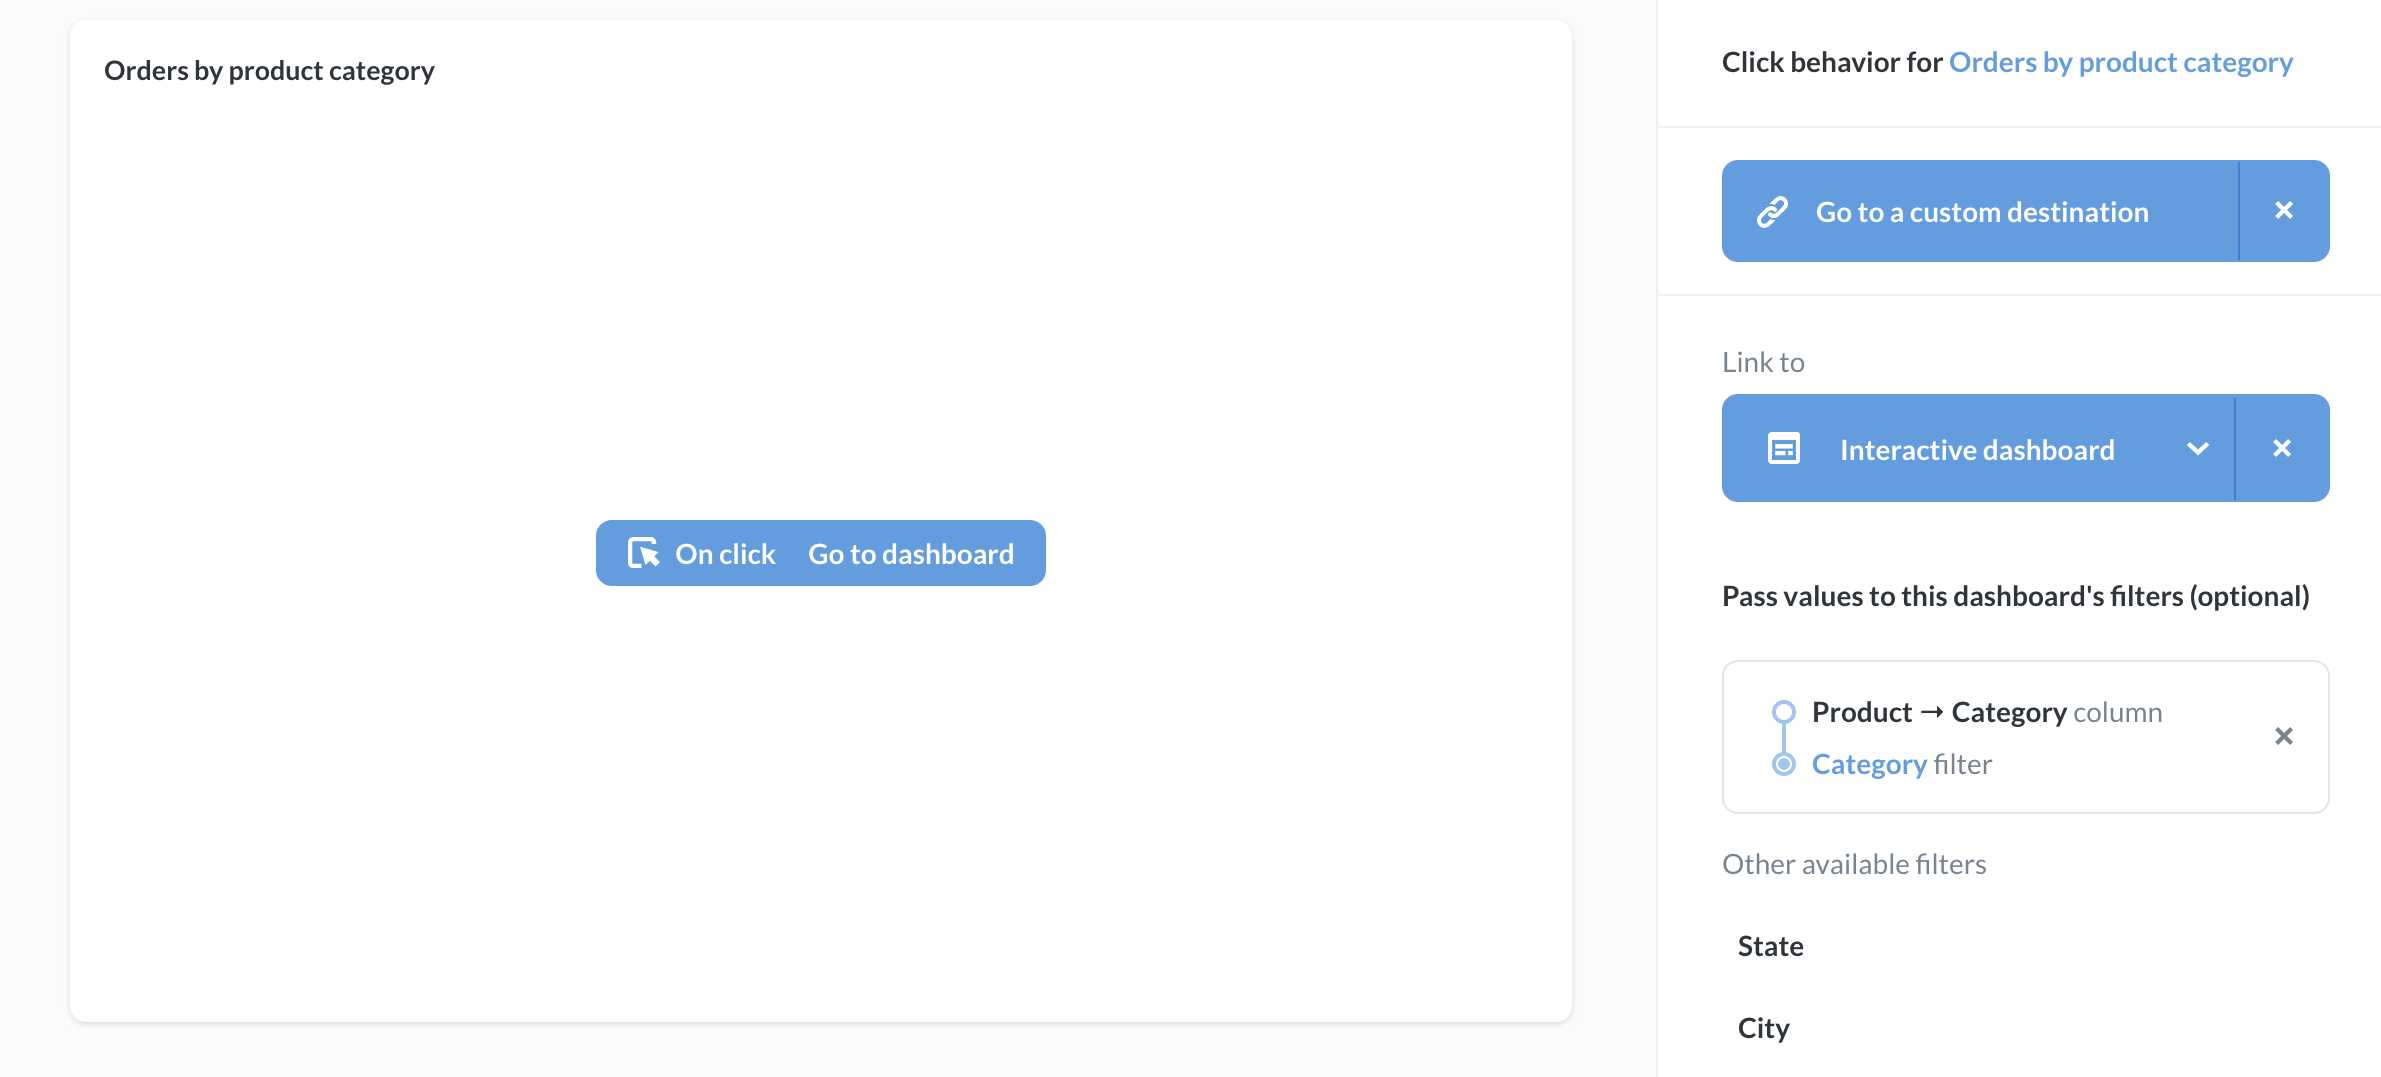 Orders by product category
On click Go to dashboard
Click behavior for Orders by product category
Go to a custom destination
Link to
Interactive dashboard
Pass values to this dashboard's filters (optional)
Product → Category column
Category filter
Other available filters
State
City